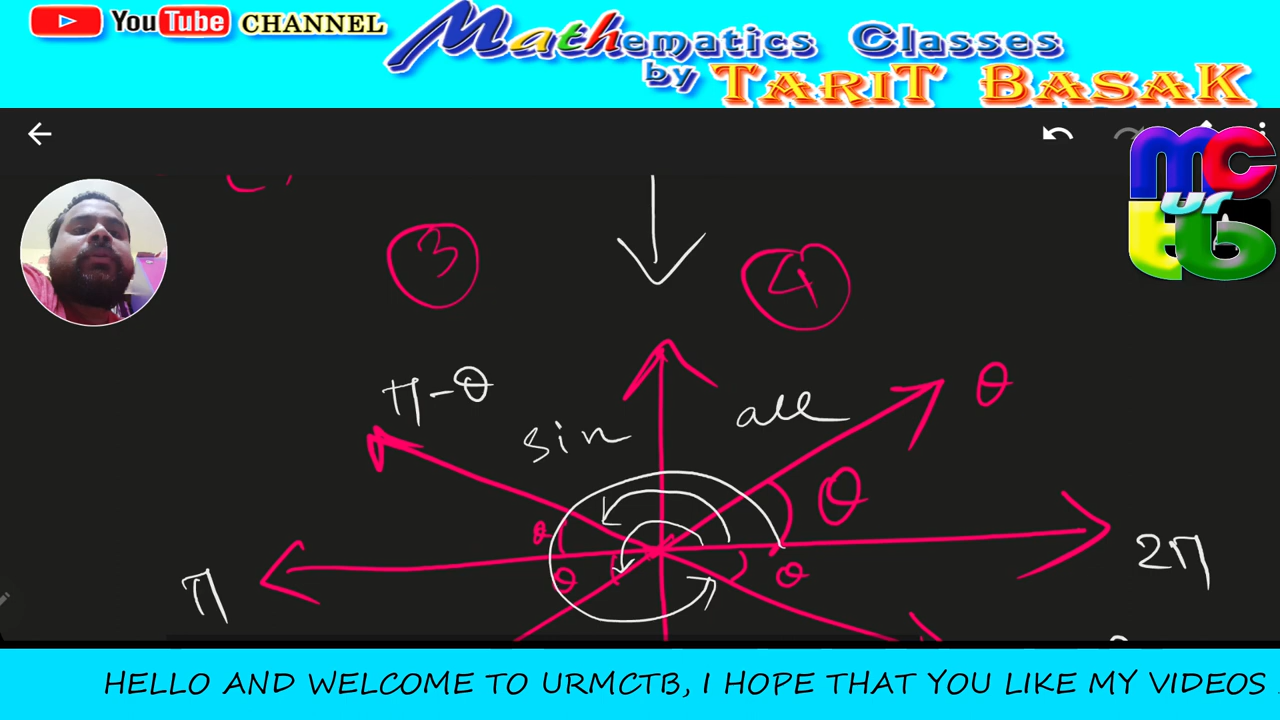 YouTube CHANNEL
Mathematics Classes
by TARIT BASAK
mc
ur
tb
3
4
π-θ
sin
all
θ
θ
θ
θ
θ
π
2π
HELLO AND WELCOME TO URMCTB, I HOPE THAT YOU LIKE MY VIDEOS